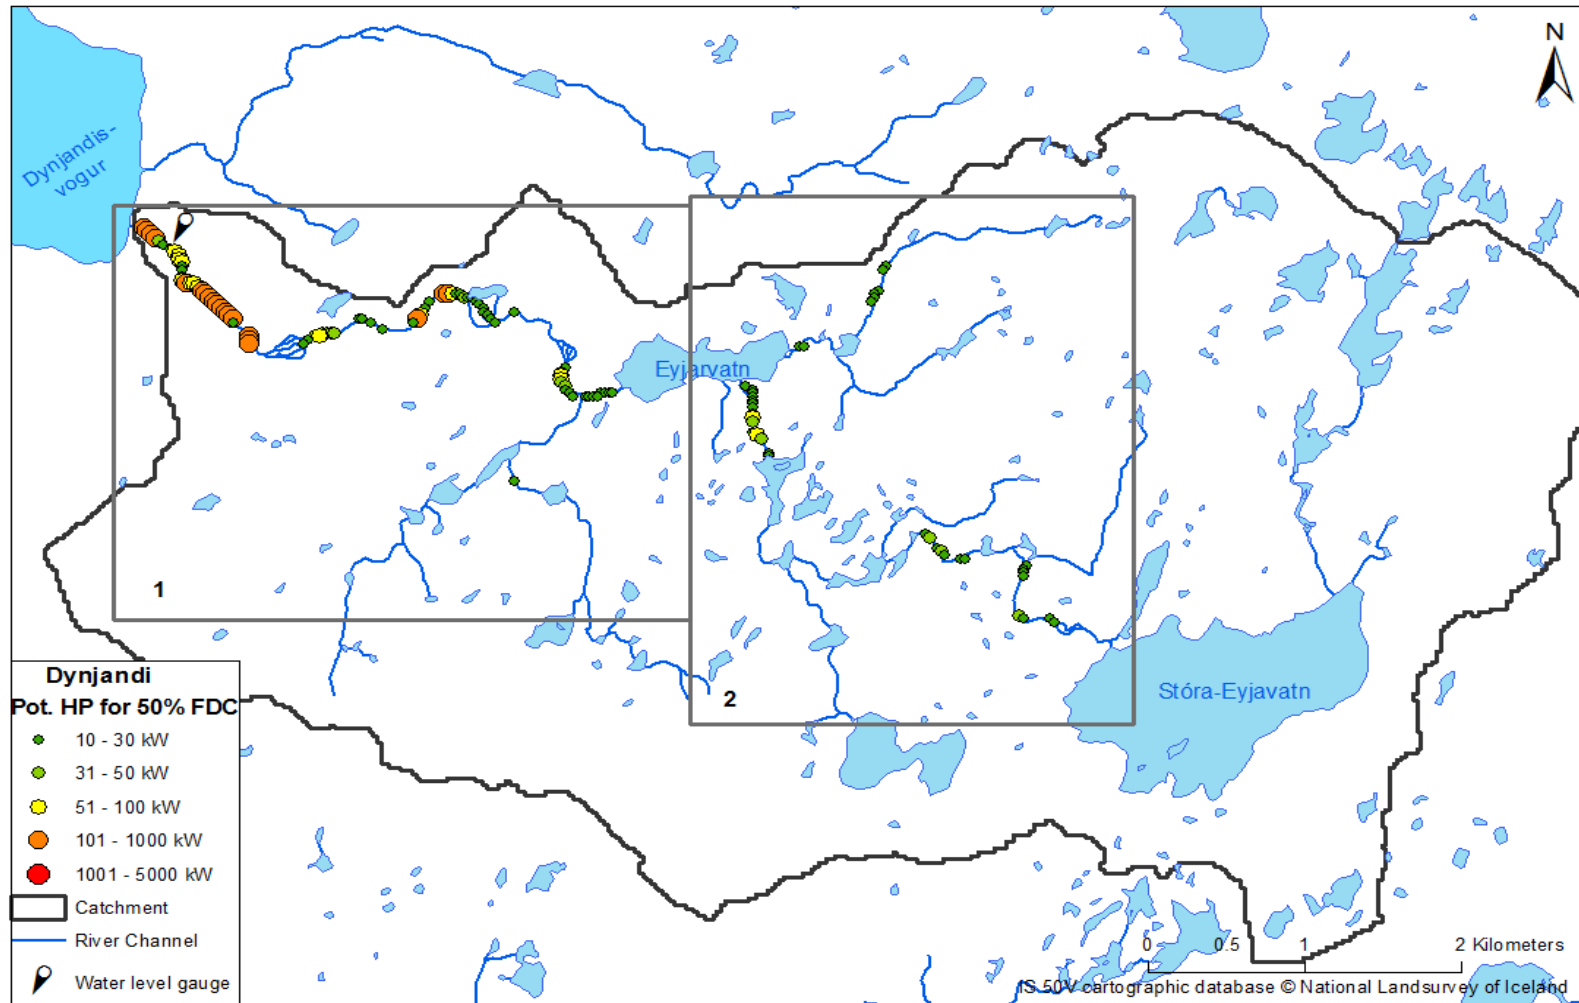 N
Dynjandis-
vogur
Eyjarvatn
1
2
Stóra-Eyjavatn
Dynjandi
Pot. HP for 50% FDC
10 - 30 kW
31 - 50 kW
51 - 100 kW
101 - 1000 kW
1001 - 5000 kW
Catchment
River Channel
Water level gauge
0 0.5 1 2 Kilometers
IS 50V cartographic database © National Landsurvey of Iceland